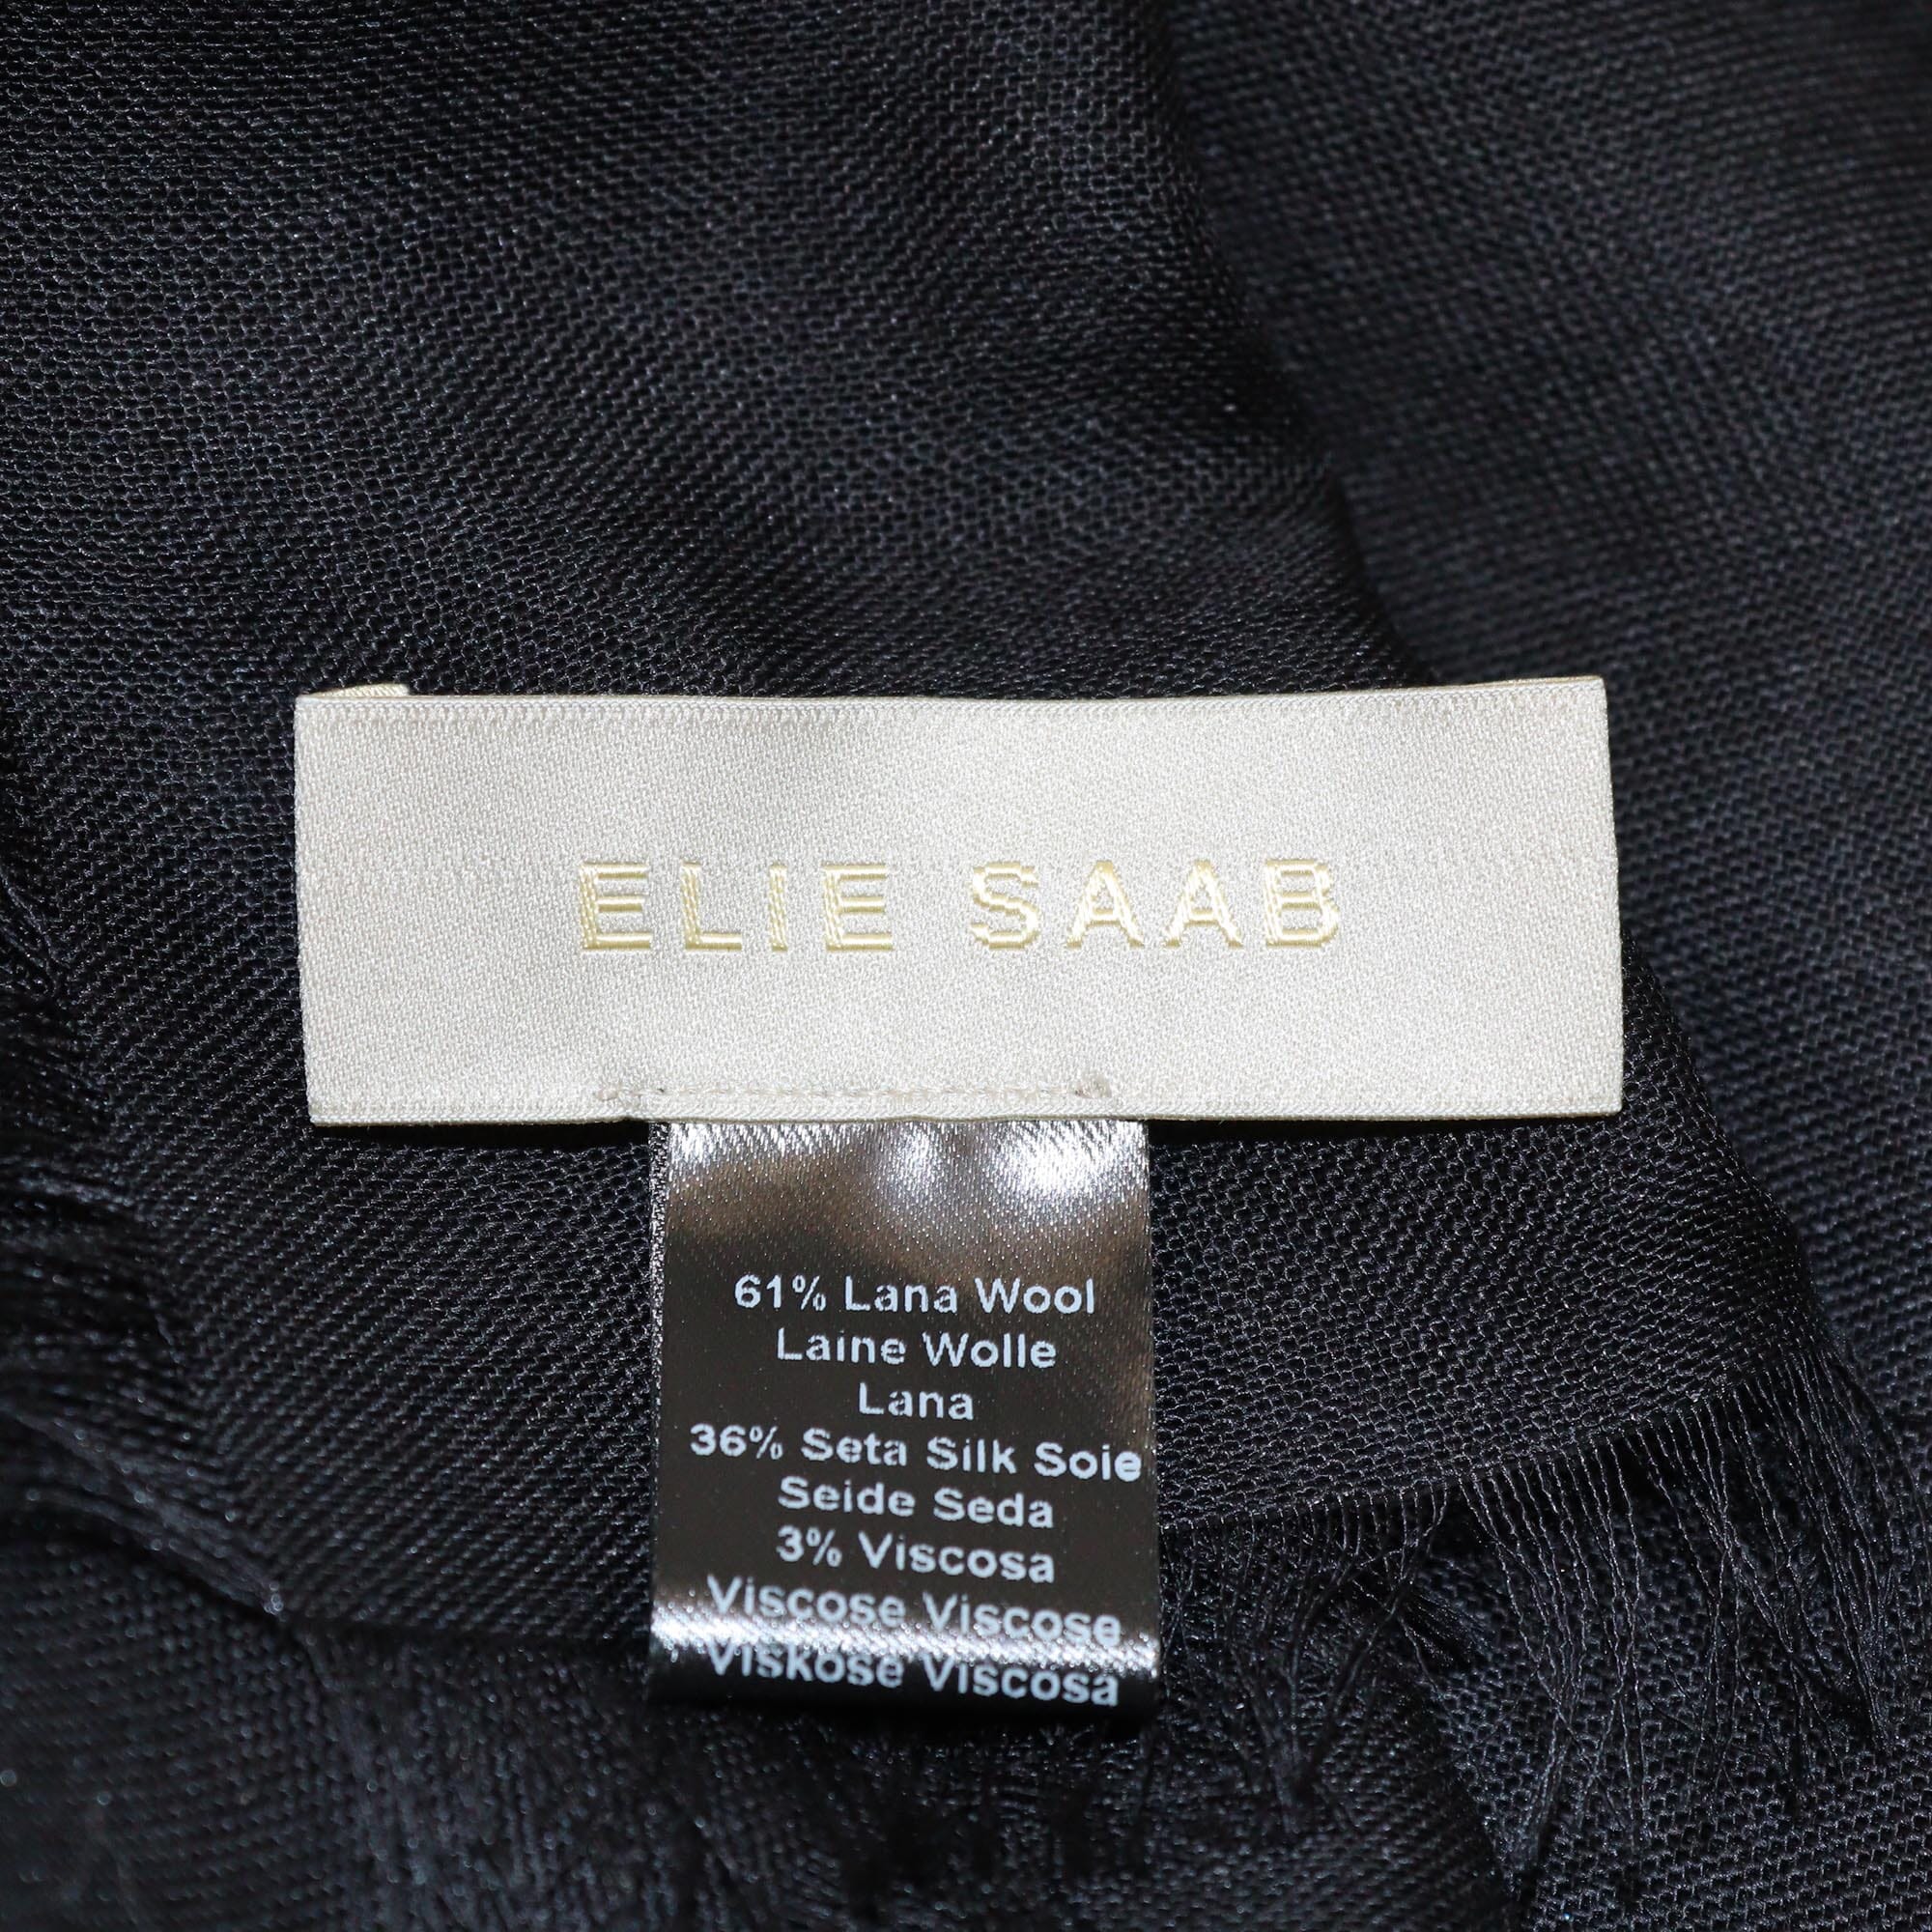 ELIE SAAB
61% Lana Wool
Laine Wolle
Lana
36% Seta Silk Soie
Seide Seda
3% Viscosa
Viscose Viscose
Viskose Viscosa